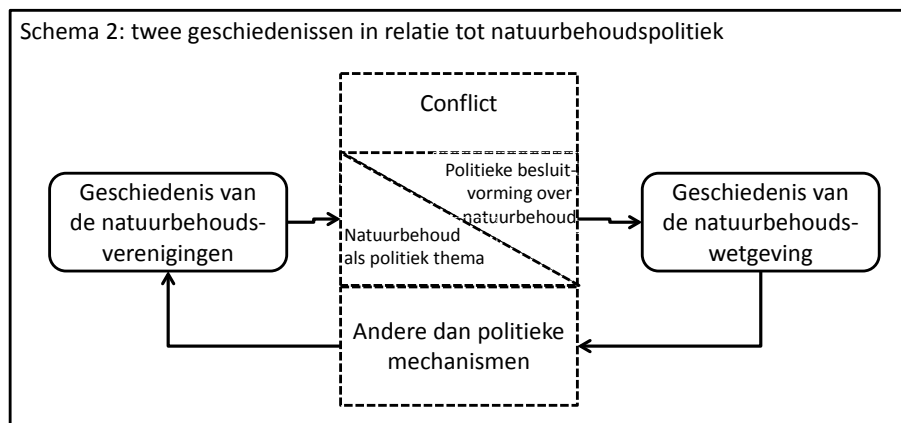 Schema 2: twee geschiedenissen in relatie tot natuurbehoudspolitiek
Conflict
Geschiedenis van
de natuurbehouds-
verenigingen
Politieke besluit-
vorming over
natuurbehoud
Natuurbehoud
als politiek thema
Geschiedenis van
de natuurbehouds-
wetgeving
Andere dan politieke
mechanismen